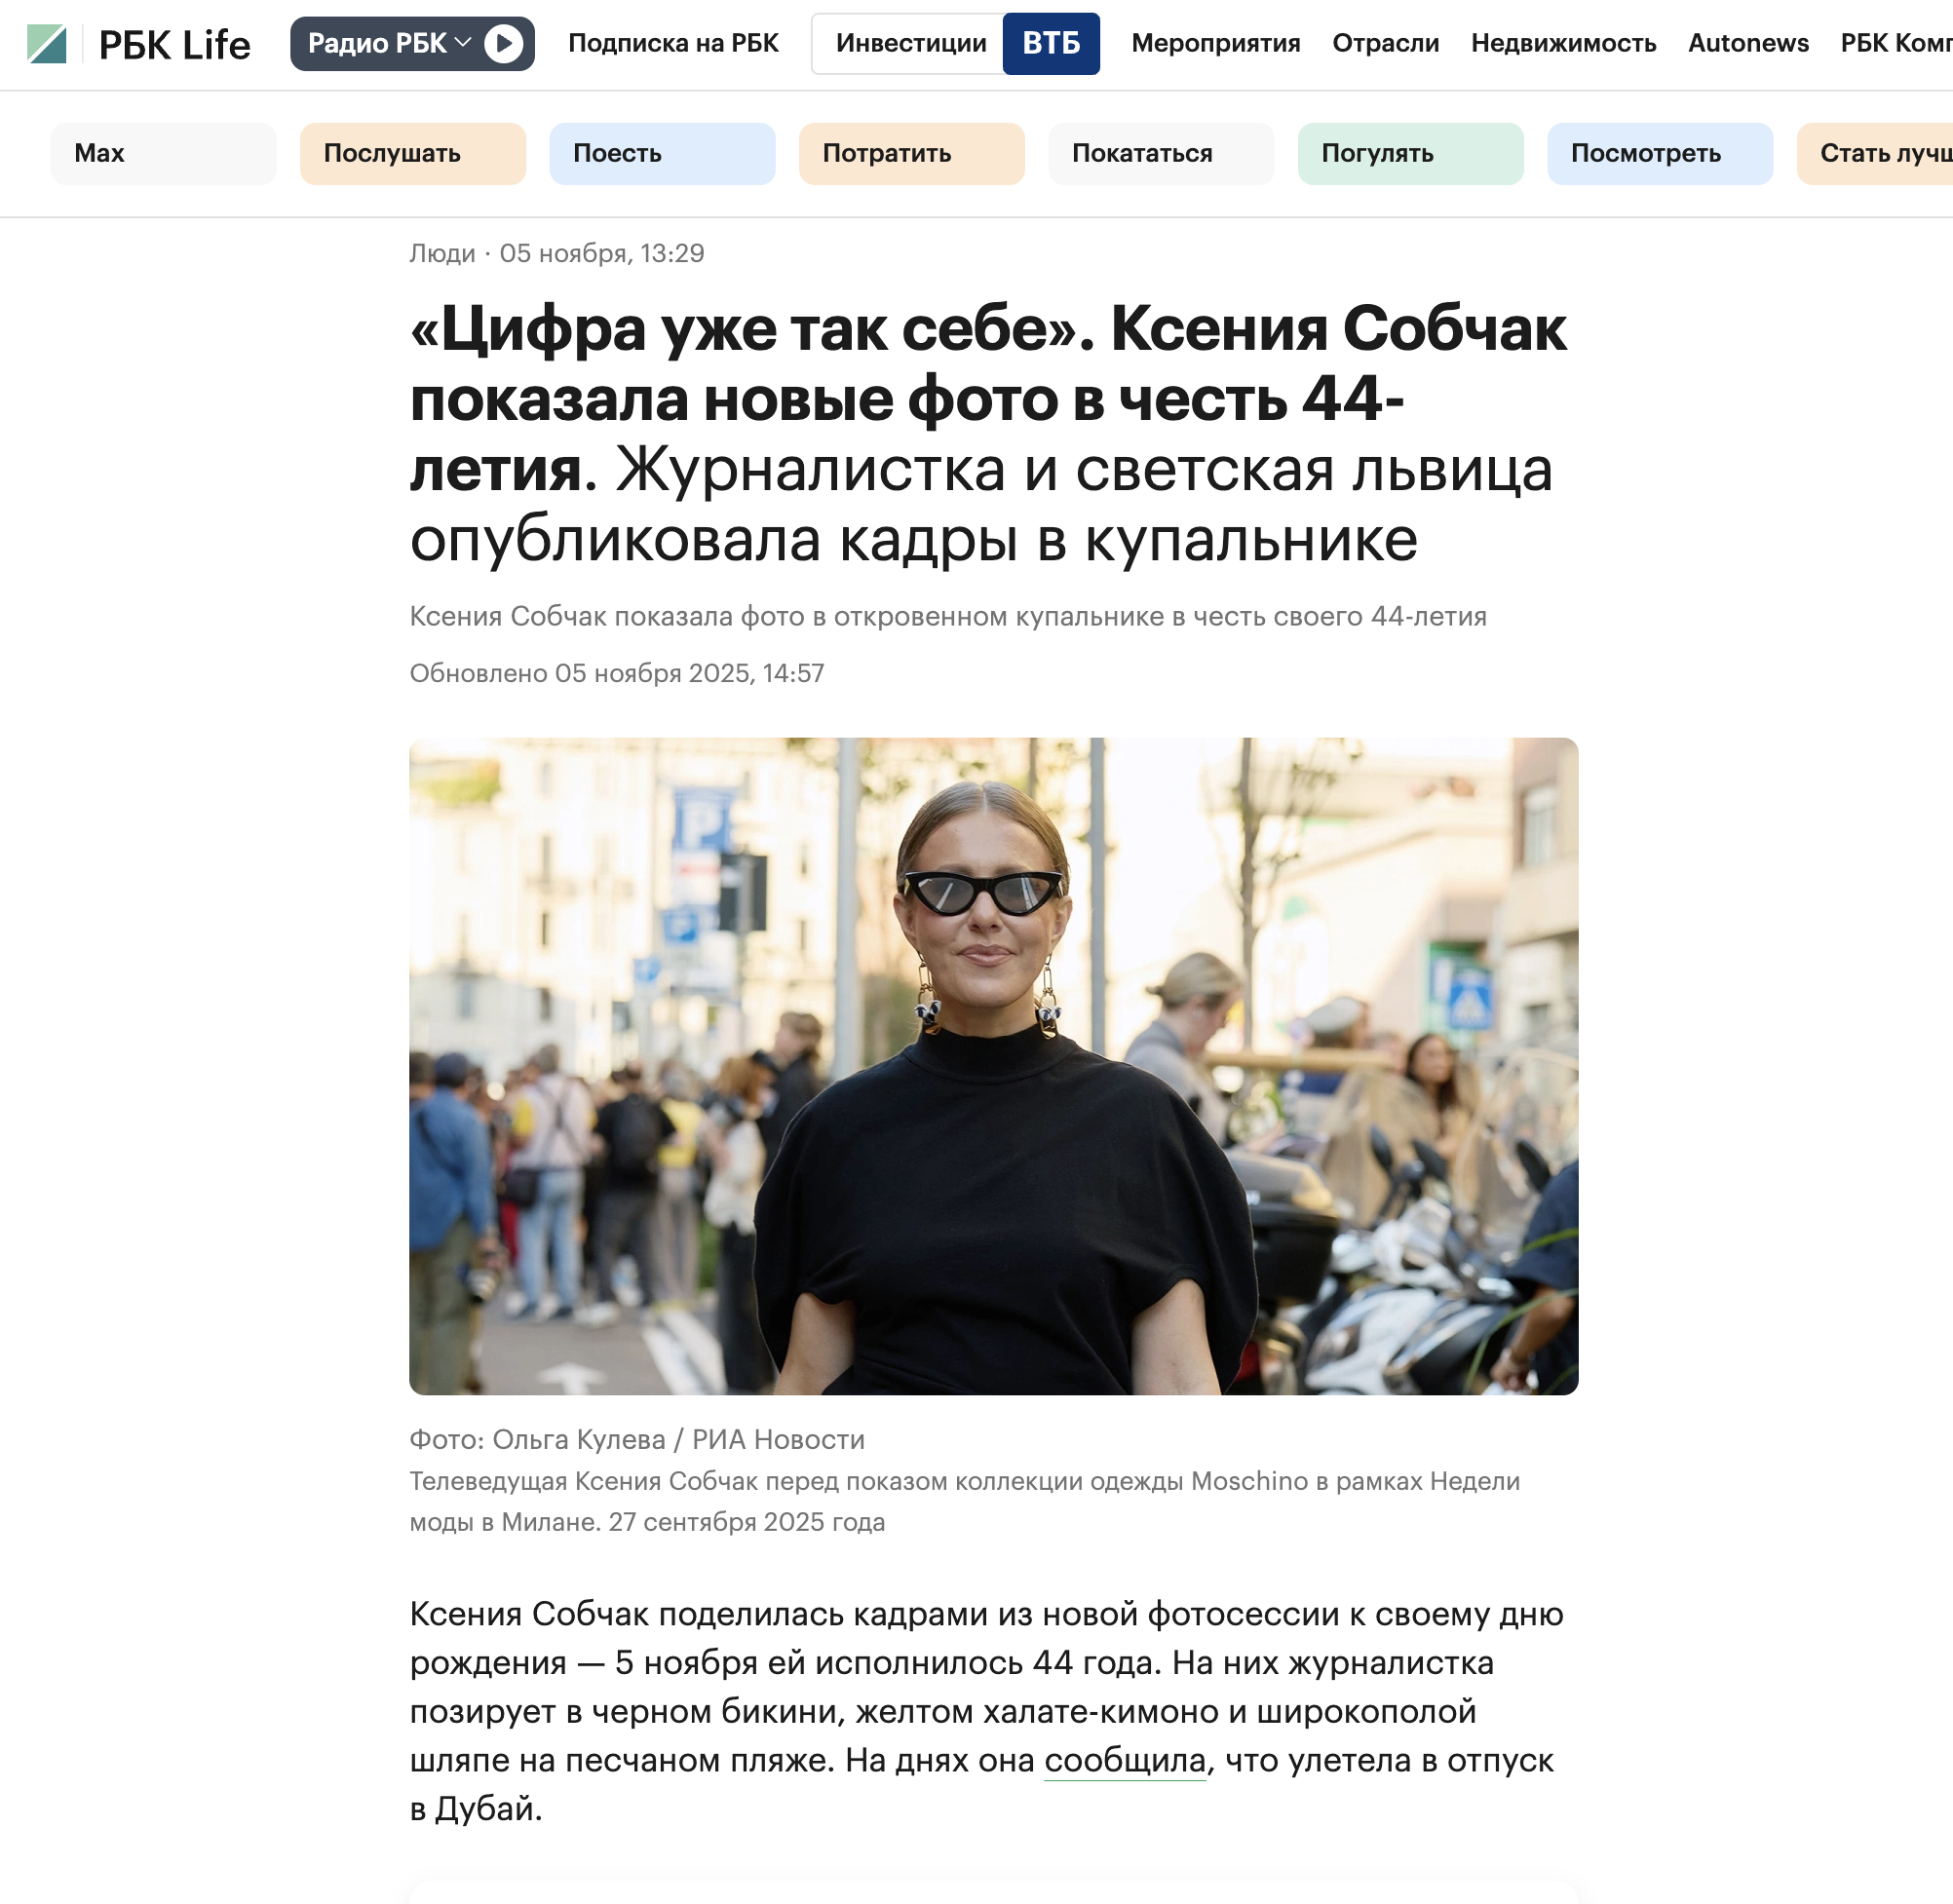 РБК Life
Радио РБК
Подписка на РБК
Инвестиции
ВТБ
Мероприятия
Отрасли
Недвижимость
Autonews
РБК
Max
Послушать
Поесть
Потратить
Покататься
Погулять
Посмотреть
Стать
Люди · 05 ноября, 13:29
«Цифра уже так себе». Ксения Собчак
показала новые фото в честь 44-
летия. Журналистка и светская львица
опубликовала кадры в купальнике
Ксения Собчак показала фото в откровенном купальнике в честь своего 44-летия
Обновлено 05 ноября 2025, 14:57
P
Фото: Ольга Кулева / РИА Новости
Телеведущая Ксения Собчак перед показом коллекции одежды Moschino в рамках Недели
моды в Милане. 27 сентября 2025 года
Ксения Собчак поделилась кадрами из новой фотосессии к своему дню
рождения — 5 ноября ей исполнилось 44 года. На них журналистка
позирует в черном бикини, желтом халате-кимоно и широкополой
шляпе на песчаном пляже. На днях она сообщила, что улетела в отпуск
в Дубай.